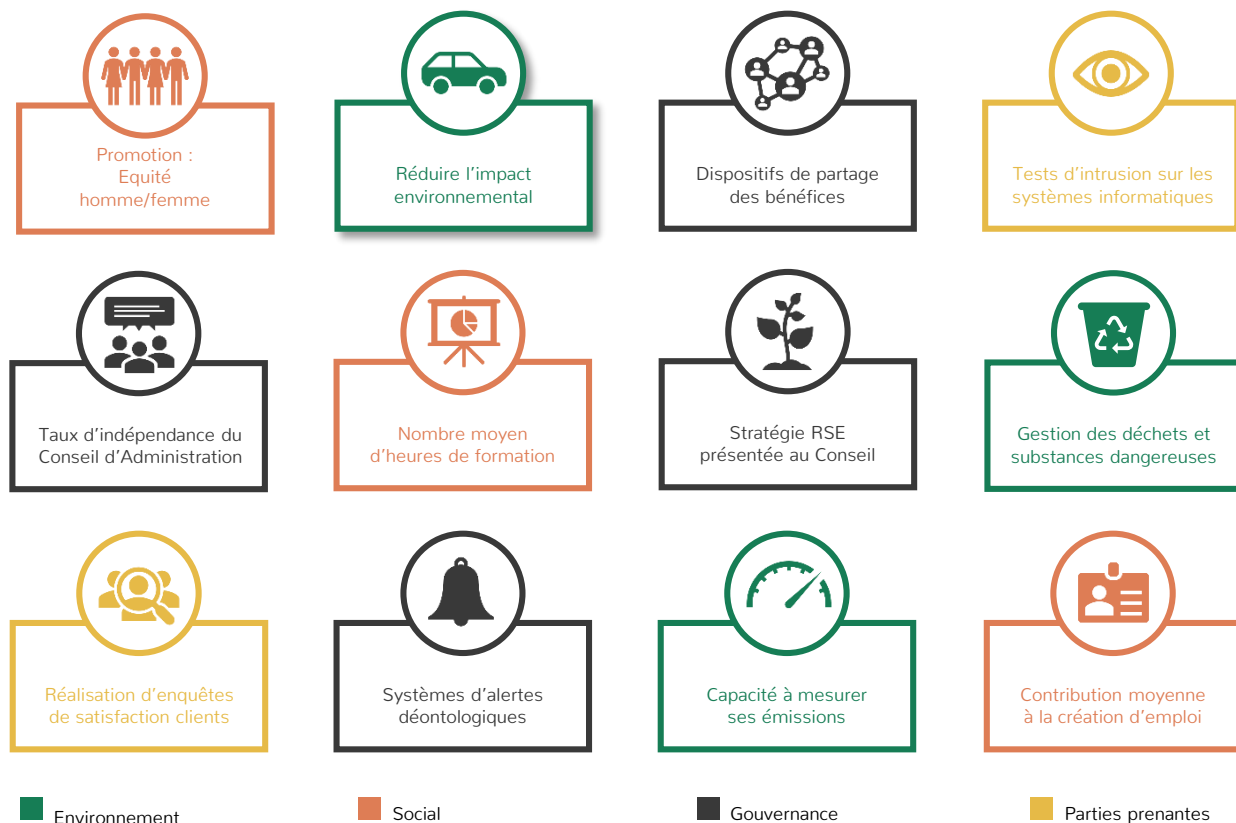 Promotion :
Equité
homme/femme
Réduire l'impact
environnemental
Dispositifs de partage
des bénéfices
Tests d'intrusion sur les
systèmes informatiques
Taux d'indépendance du
Conseil d'Administration
Nombre moyen
d'heures de formation
Stratégie RSE
présentée au Conseil
Gestion des déchets et
substances dangereuses
Réalisation d'enquêtes
de satisfaction clients
Systèmes d'alertes
déontologiques
Capacité à mesurer
ses émissions
Contribution moyenne
à la création d'emploi
Environnement
Social
Gouvernance
Parties prenantes